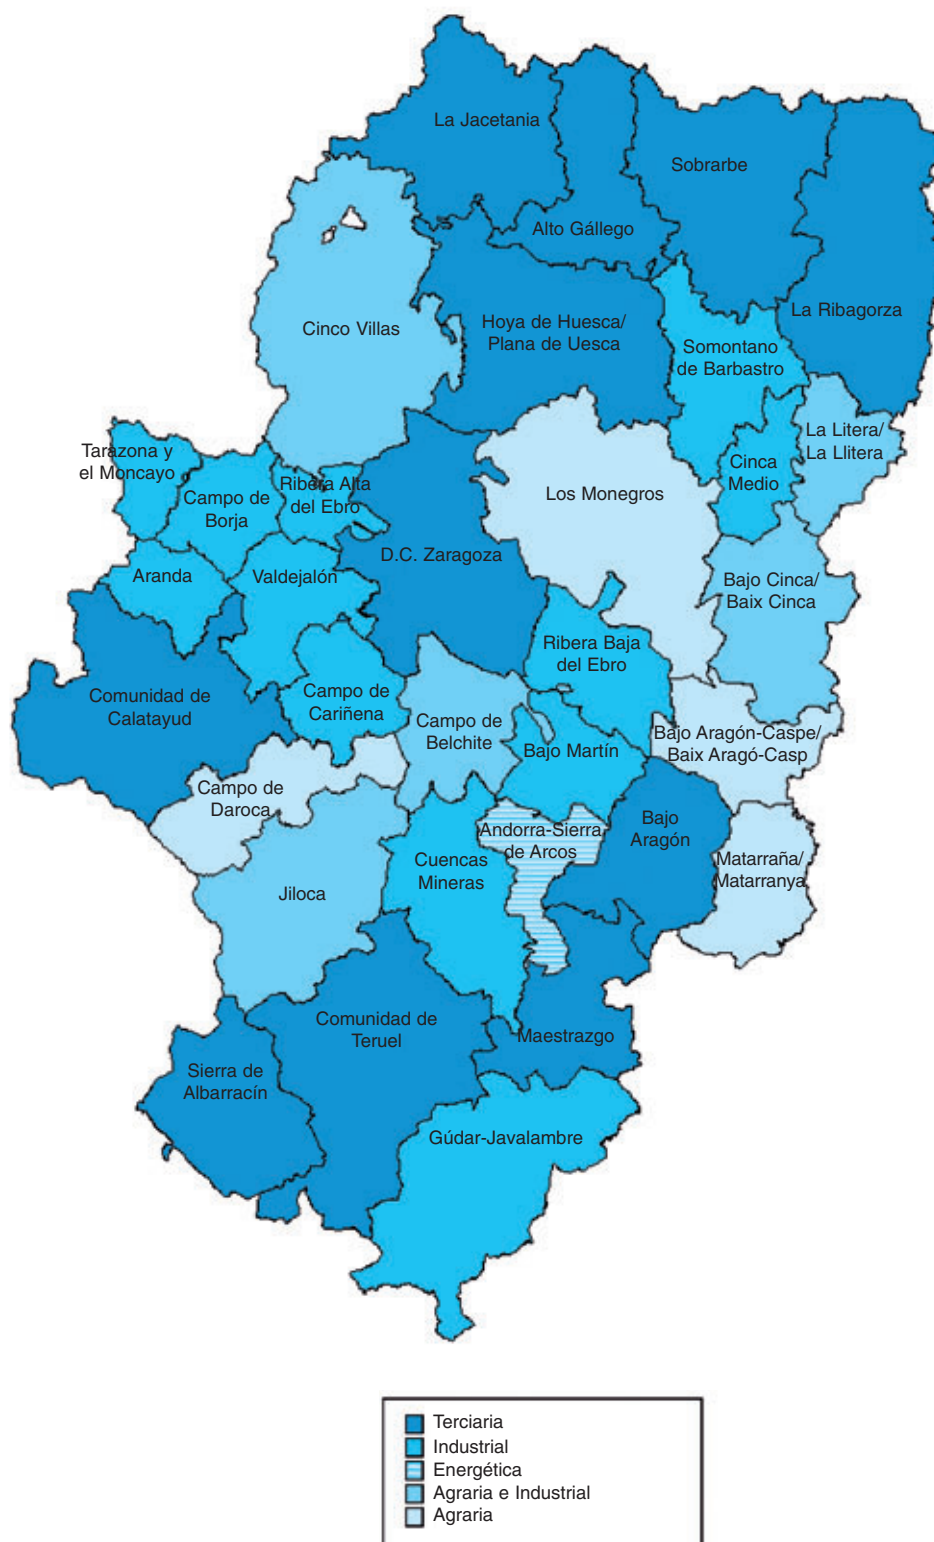 La Jacetania
Sobrarbe
Alto Gállego
La Ribagorza
Cinco Villas
Hoya de Huesca/
Plana de Uesca
Somontano
de Barbastro
La Litera/
La Llitera
Tarazona y
el Moncayo
Cinca
Medio
Ribera Alta
del Ebro
Campo de
Borja
Los Monegros
D.C. Zaragoza
Aranda
Valdejalón
Bajo Cinca/
Baix Cinca
Ribera Baja
del Ebro
Comunidad de
Calatayud
Campo de
Cariñena
Campo de
Belchite
Bajo Martín
Bajo Aragón-Caspe/
Baix Aragó-Casp
Campo de
Daroca
Andorra-Sierra
de Arcos
Bajo
Aragón
Cuencas
Mineras
Matarraña/
Matarranya
Jiloca
Comunidad de
Teruel
Maestrazgo
Sierra de
Albarracín
Gúdar-Javalambre
Terciaria
Industrial
Energética
Agraria e Industrial
Agraria